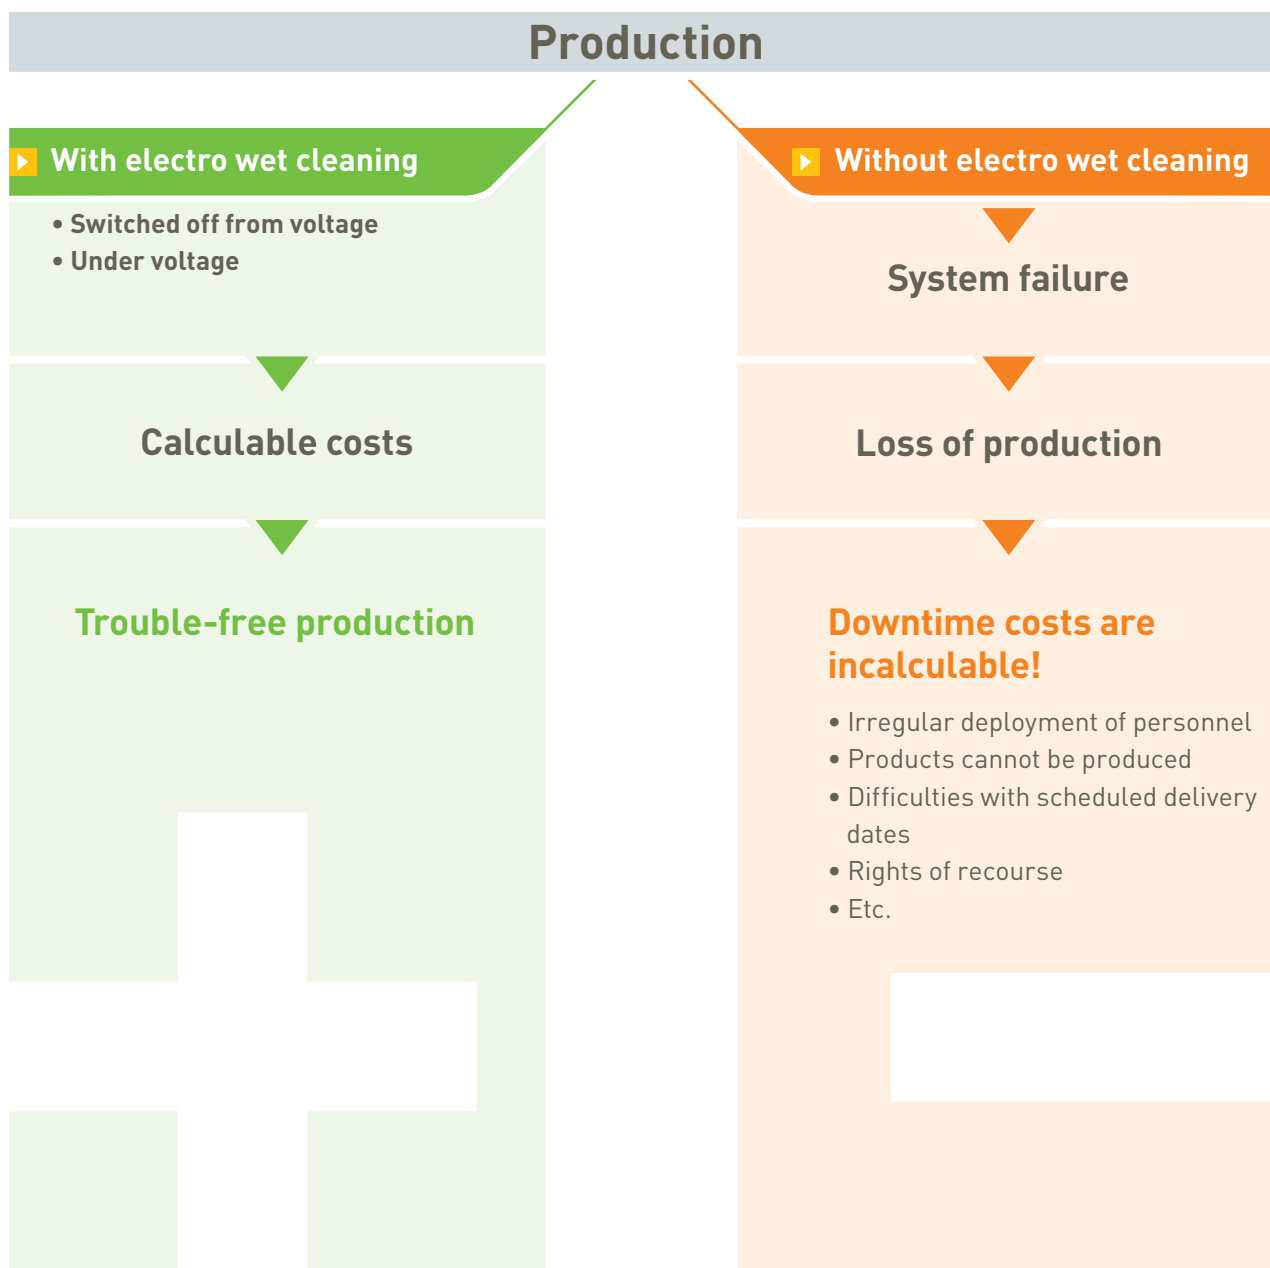 Production
With electro wet cleaning
• Switched off from voltage
• Under voltage
Calculable costs
Trouble-free production
Without electro wet cleaning
System failure
Loss of production
Downtime costs are
incalculable!
• Irregular deployment of personnel
• Products cannot be produced
• Difficulties with scheduled delivery
dates
• Rights of recourse
• Etc.